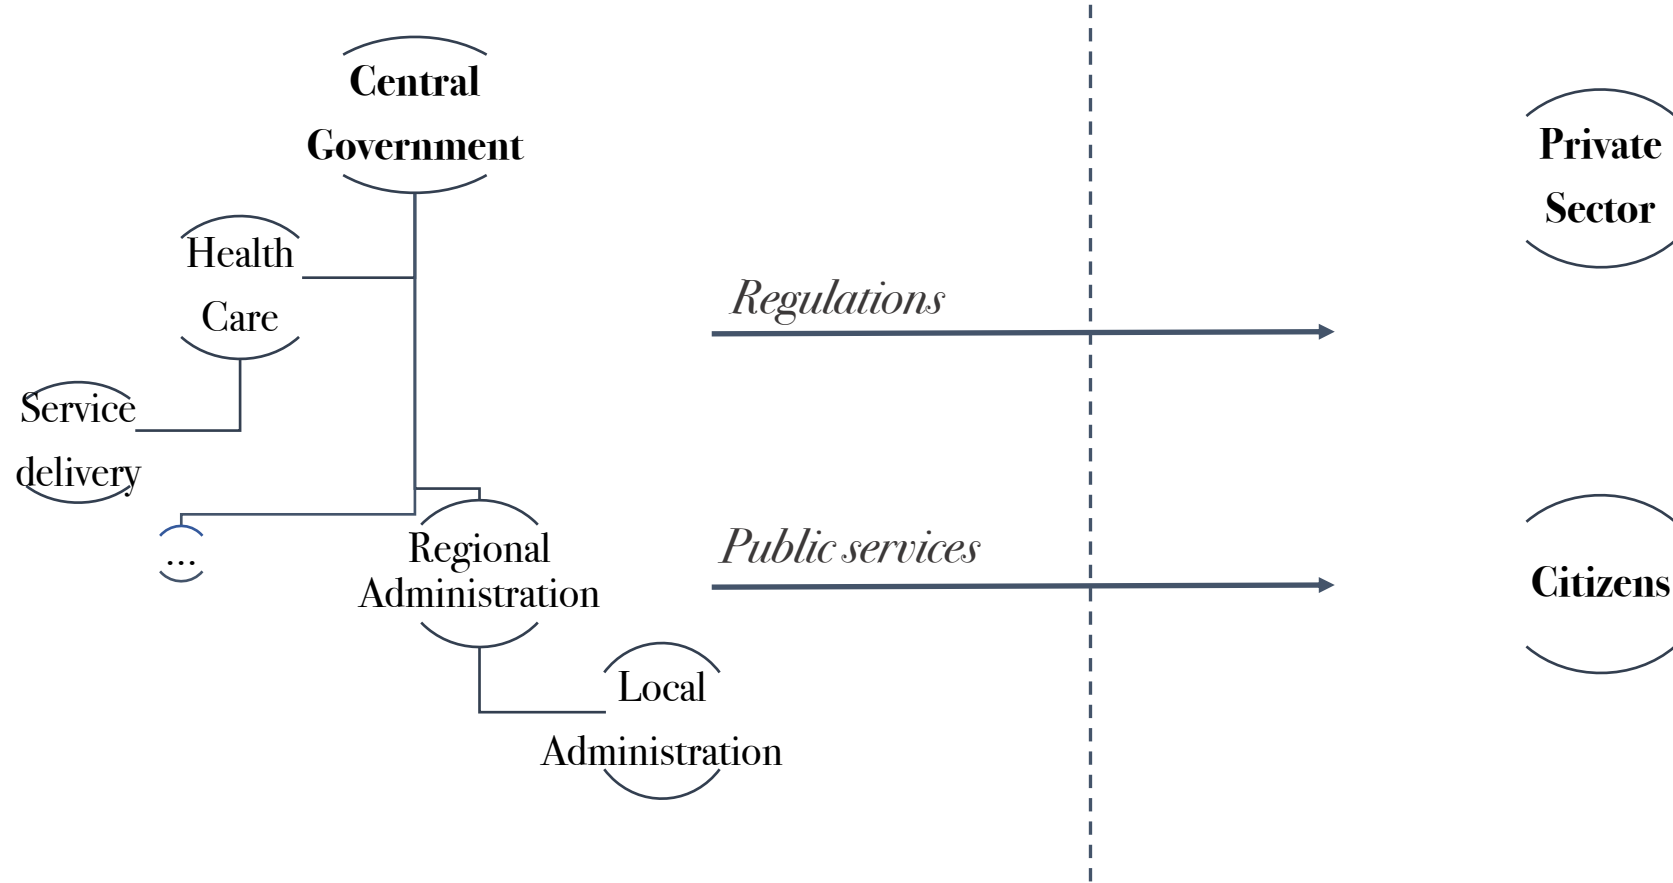 Central
Government
Private
Sector
Health
Care
Regulations
Service
delivery
...
Regional
Administration
Public services
Citizens
Local
Administration